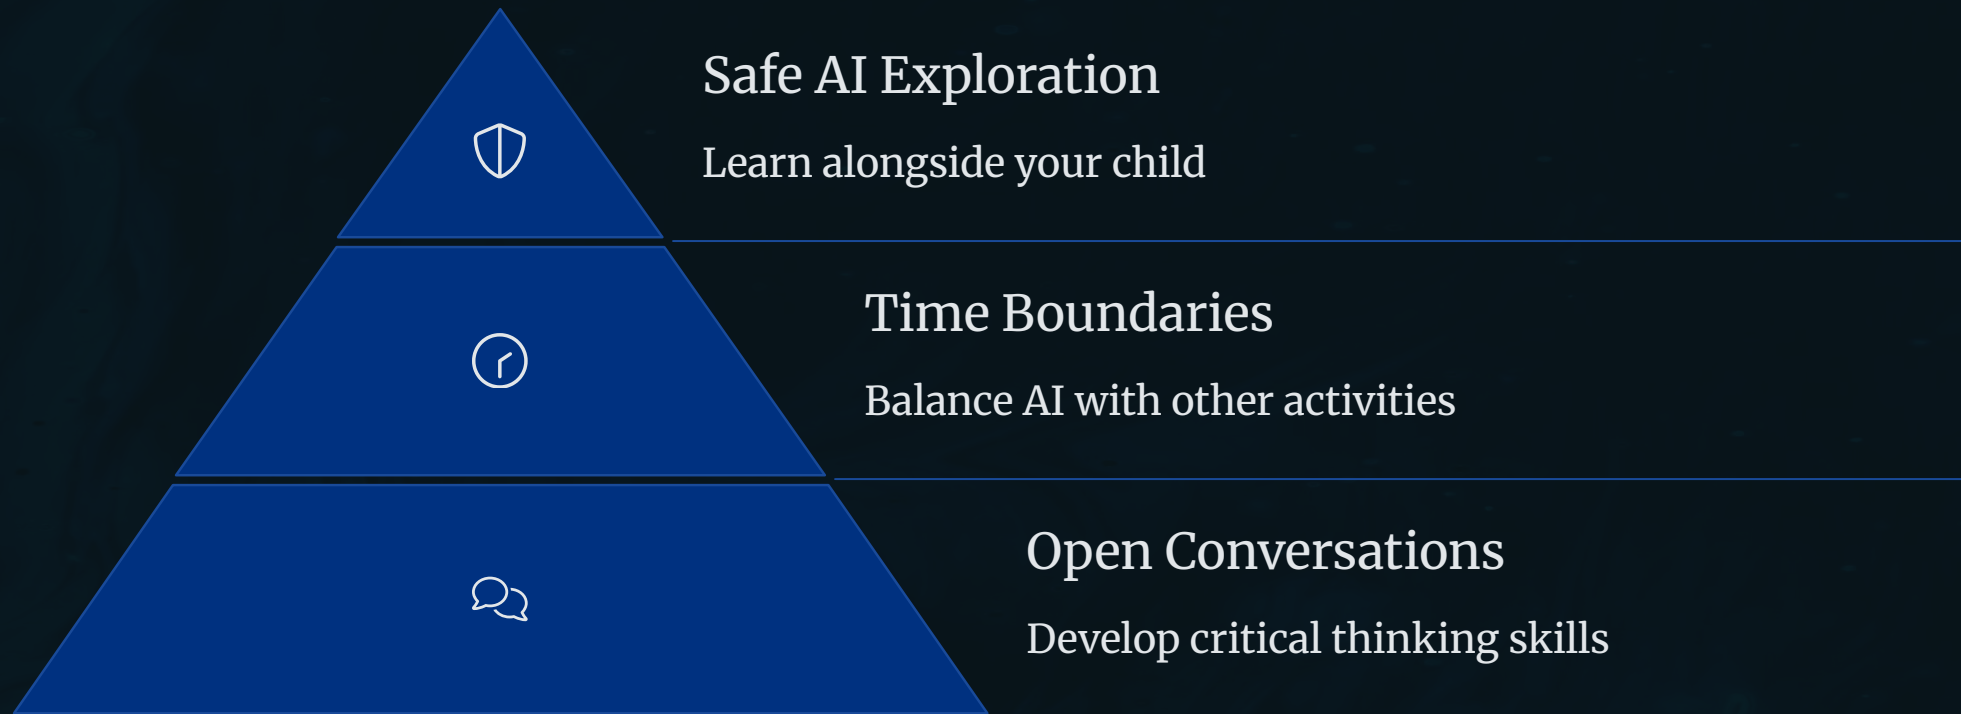 Safe AI Exploration
Learn alongside your child
Time Boundaries
Balance AI with other activities
Open Conversations
Develop critical thinking skills